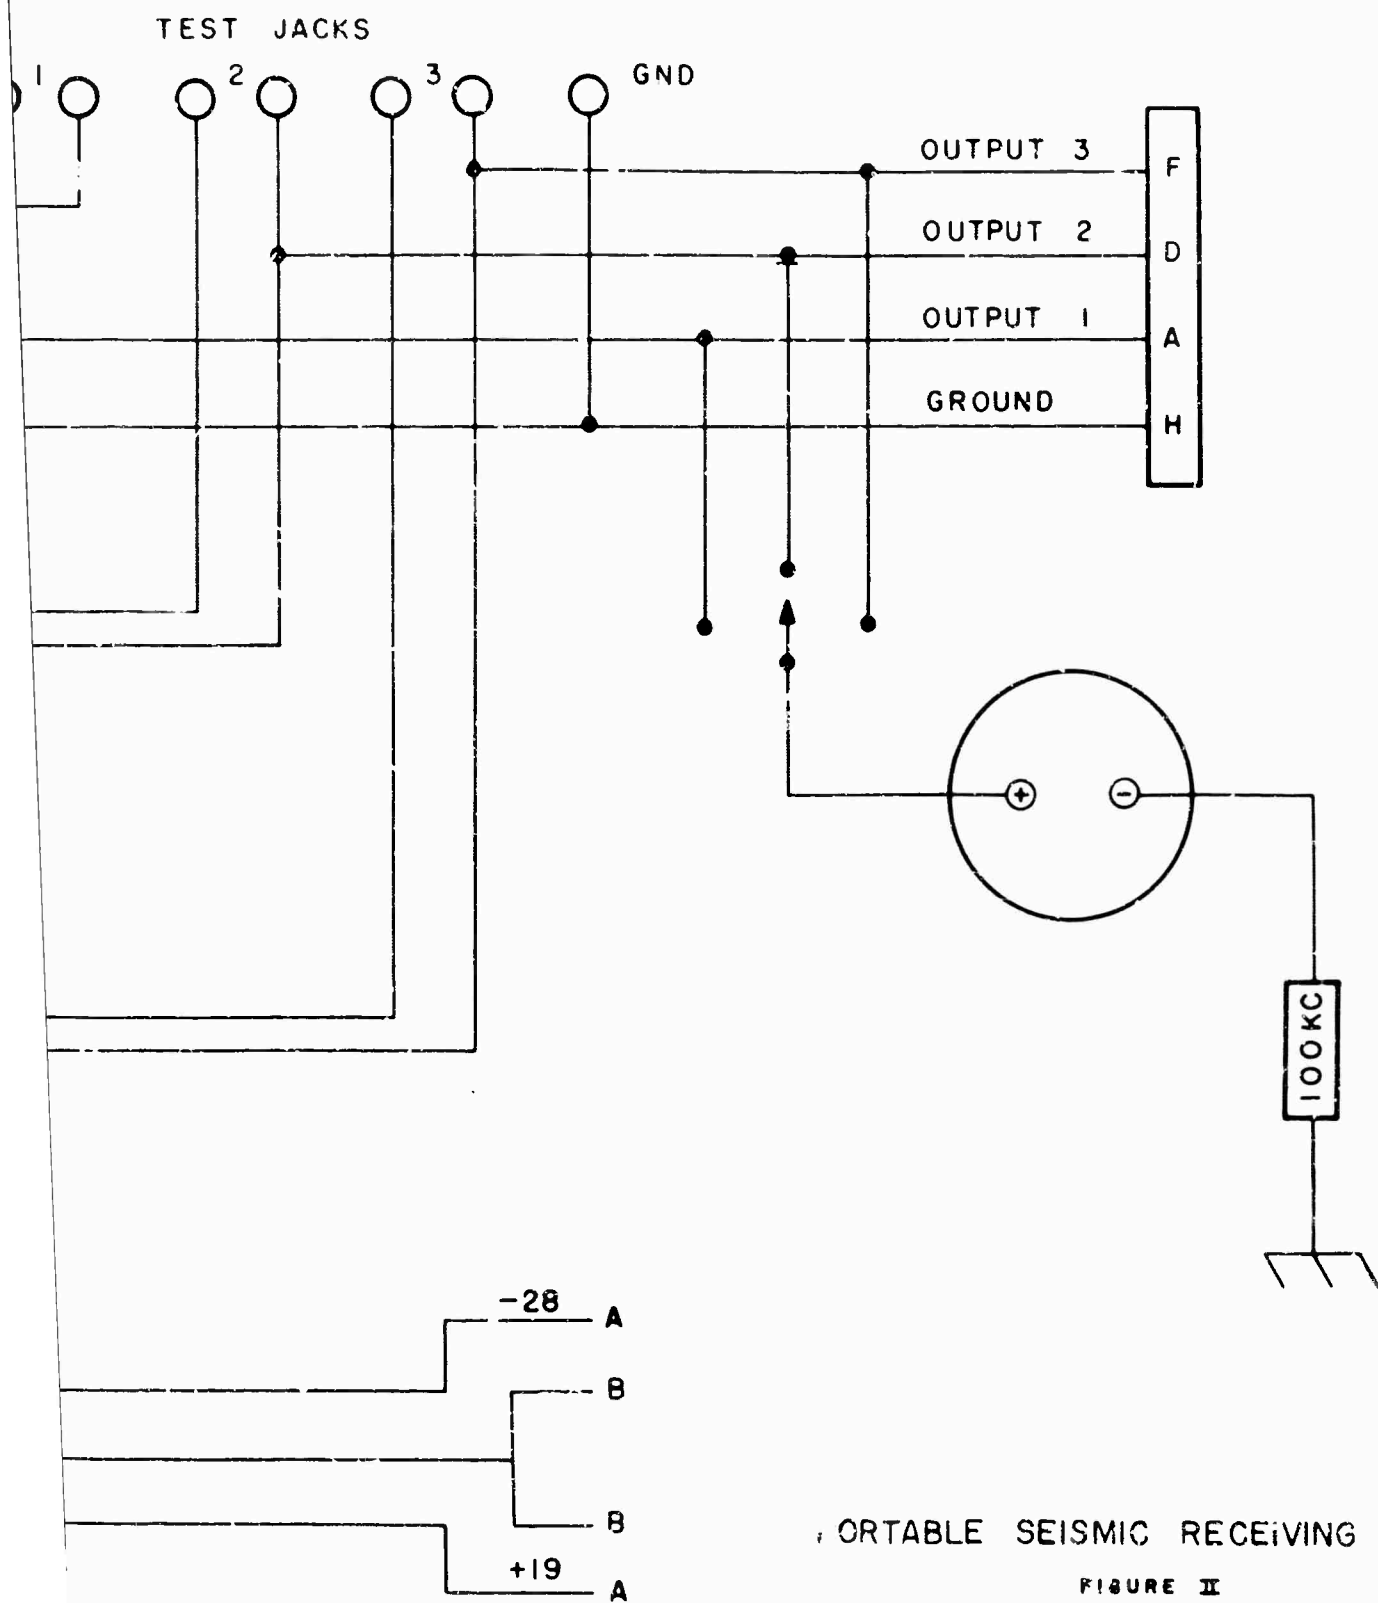 TEST JACKS
1 2 3 GND
OUTPUT 3 F
OUTPUT 2 D
OUTPUT 1 A
GROUND H
+ -
100KC
-28 A
B
B
+19 A
ORTABLE SEISMIC RECEIVING
FIGURE II